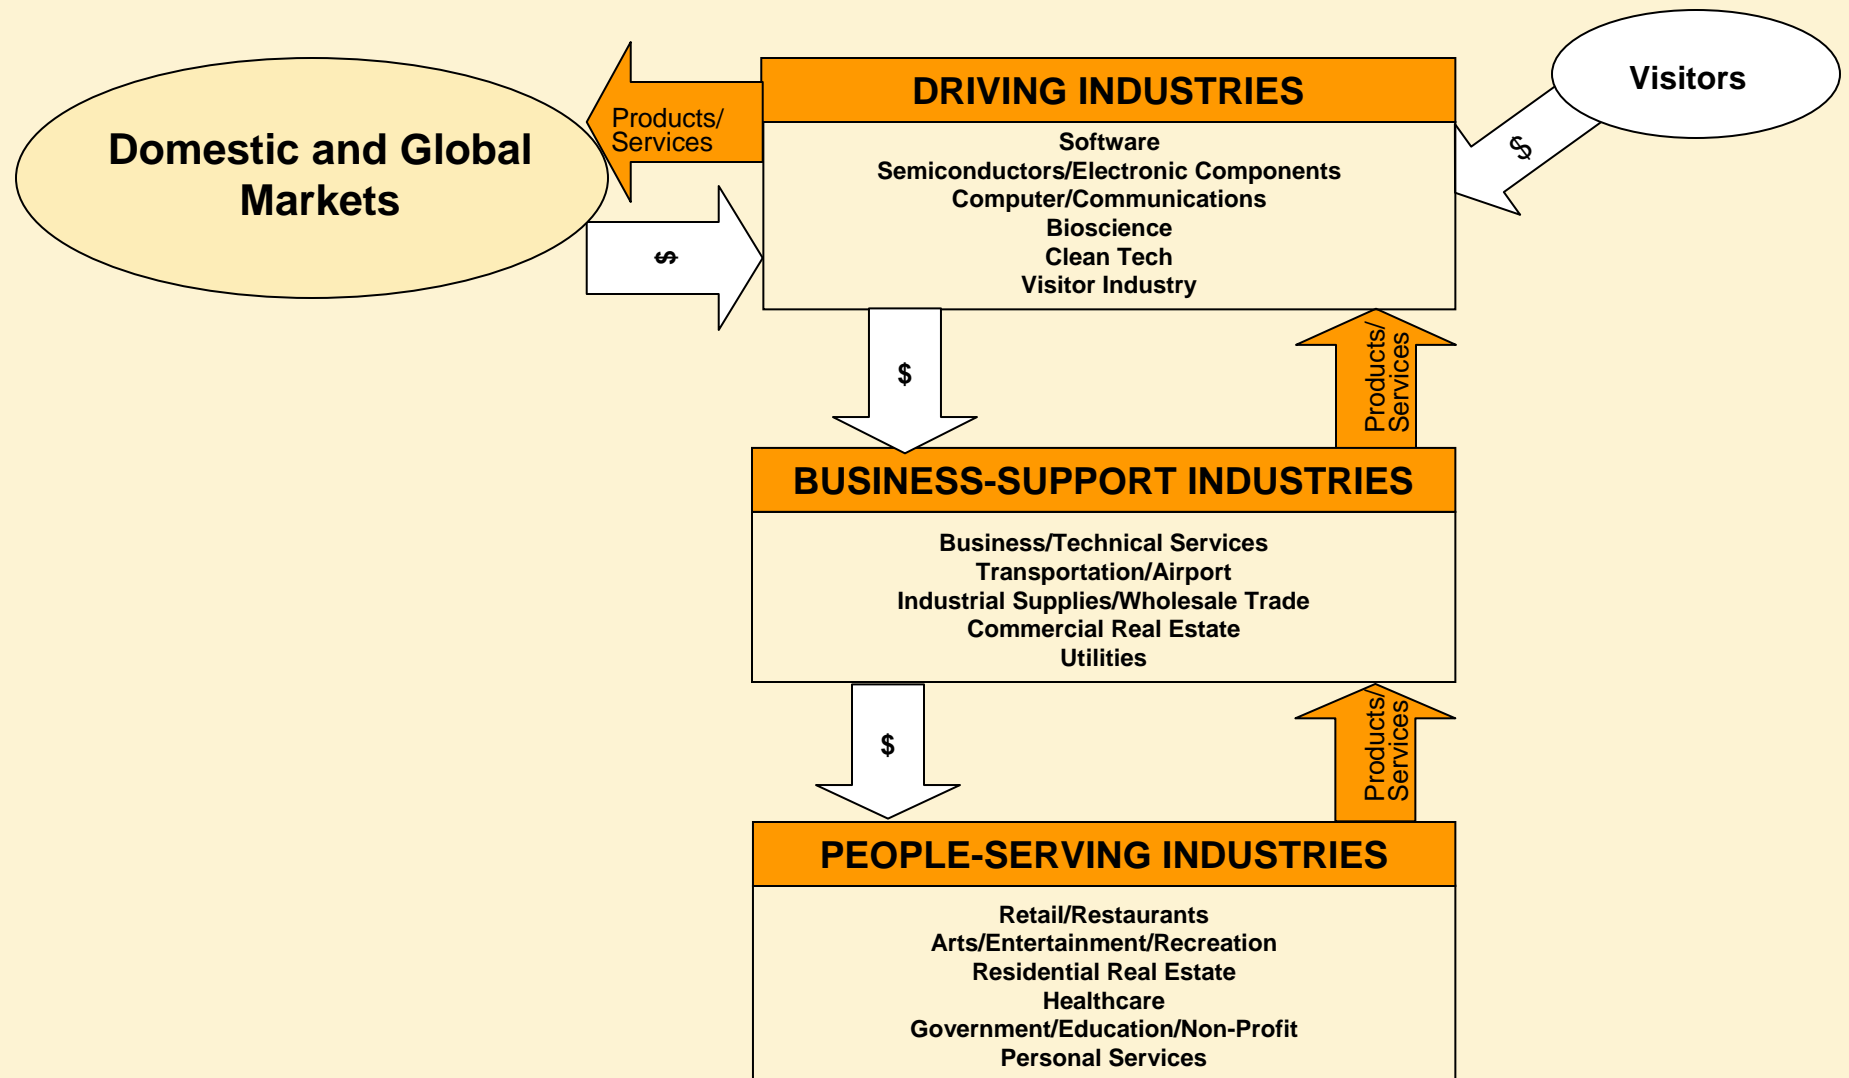 Domestic and Global
Markets
Products/
Services
$
DRIVING INDUSTRIES
Software
Semiconductors/Electronic Components
Computer/Communications
Bioscience
Clean Tech
Visitor Industry
Visitors
$
$
Products/
Services
BUSINESS-SUPPORT INDUSTRIES
Business/Technical Services
Transportation/Airport
Industrial Supplies/Wholesale Trade
Commercial Real Estate
Utilities
$
Products/
Services
PEOPLE-SERVING INDUSTRIES
Retail/Restaurants
Arts/Entertainment/Recreation
Residential Real Estate
Healthcare
Government/Education/Non-Profit
Personal Services